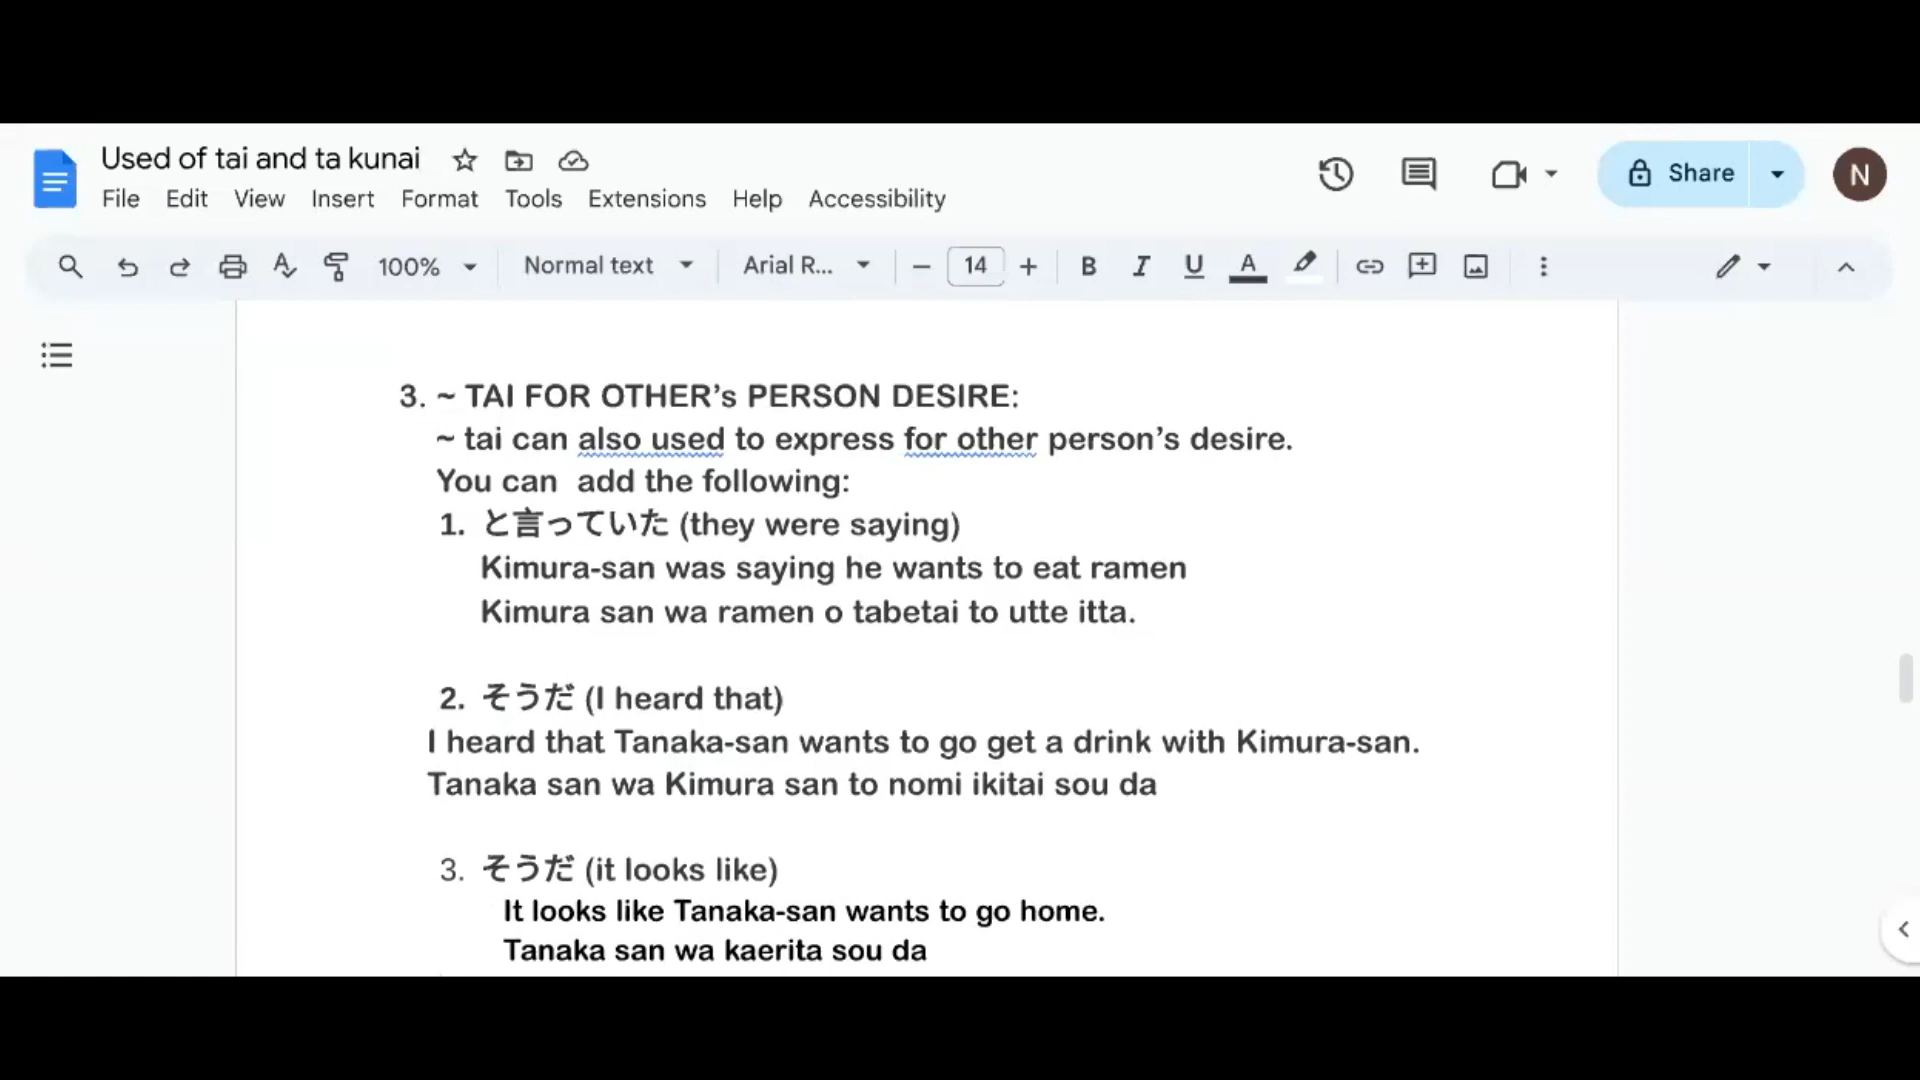 Used of tai and ta kunai
File Edit View Insert Format Tools Extensions Help Accessibility
Share
N
100% Normal text Arial R... 14 B I U A
3. ~ TAI FOR OTHER’s PERSON DESIRE:
~ tai can also used to express for other person’s desire.
You can add the following:
1. と言っていた (they were saying)
Kimura-san was saying he wants to eat ramen
Kimura san wa ramen o tabetai to utte itta.
2. そうだ (I heard that)
I heard that Tanaka-san wants to go get a drink with Kimura-san.
Tanaka san wa Kimura san to nomi ikitai sou da
3. そうだ (it looks like)
It looks like Tanaka-san wants to go home.
Tanaka san wa kaerita sou da